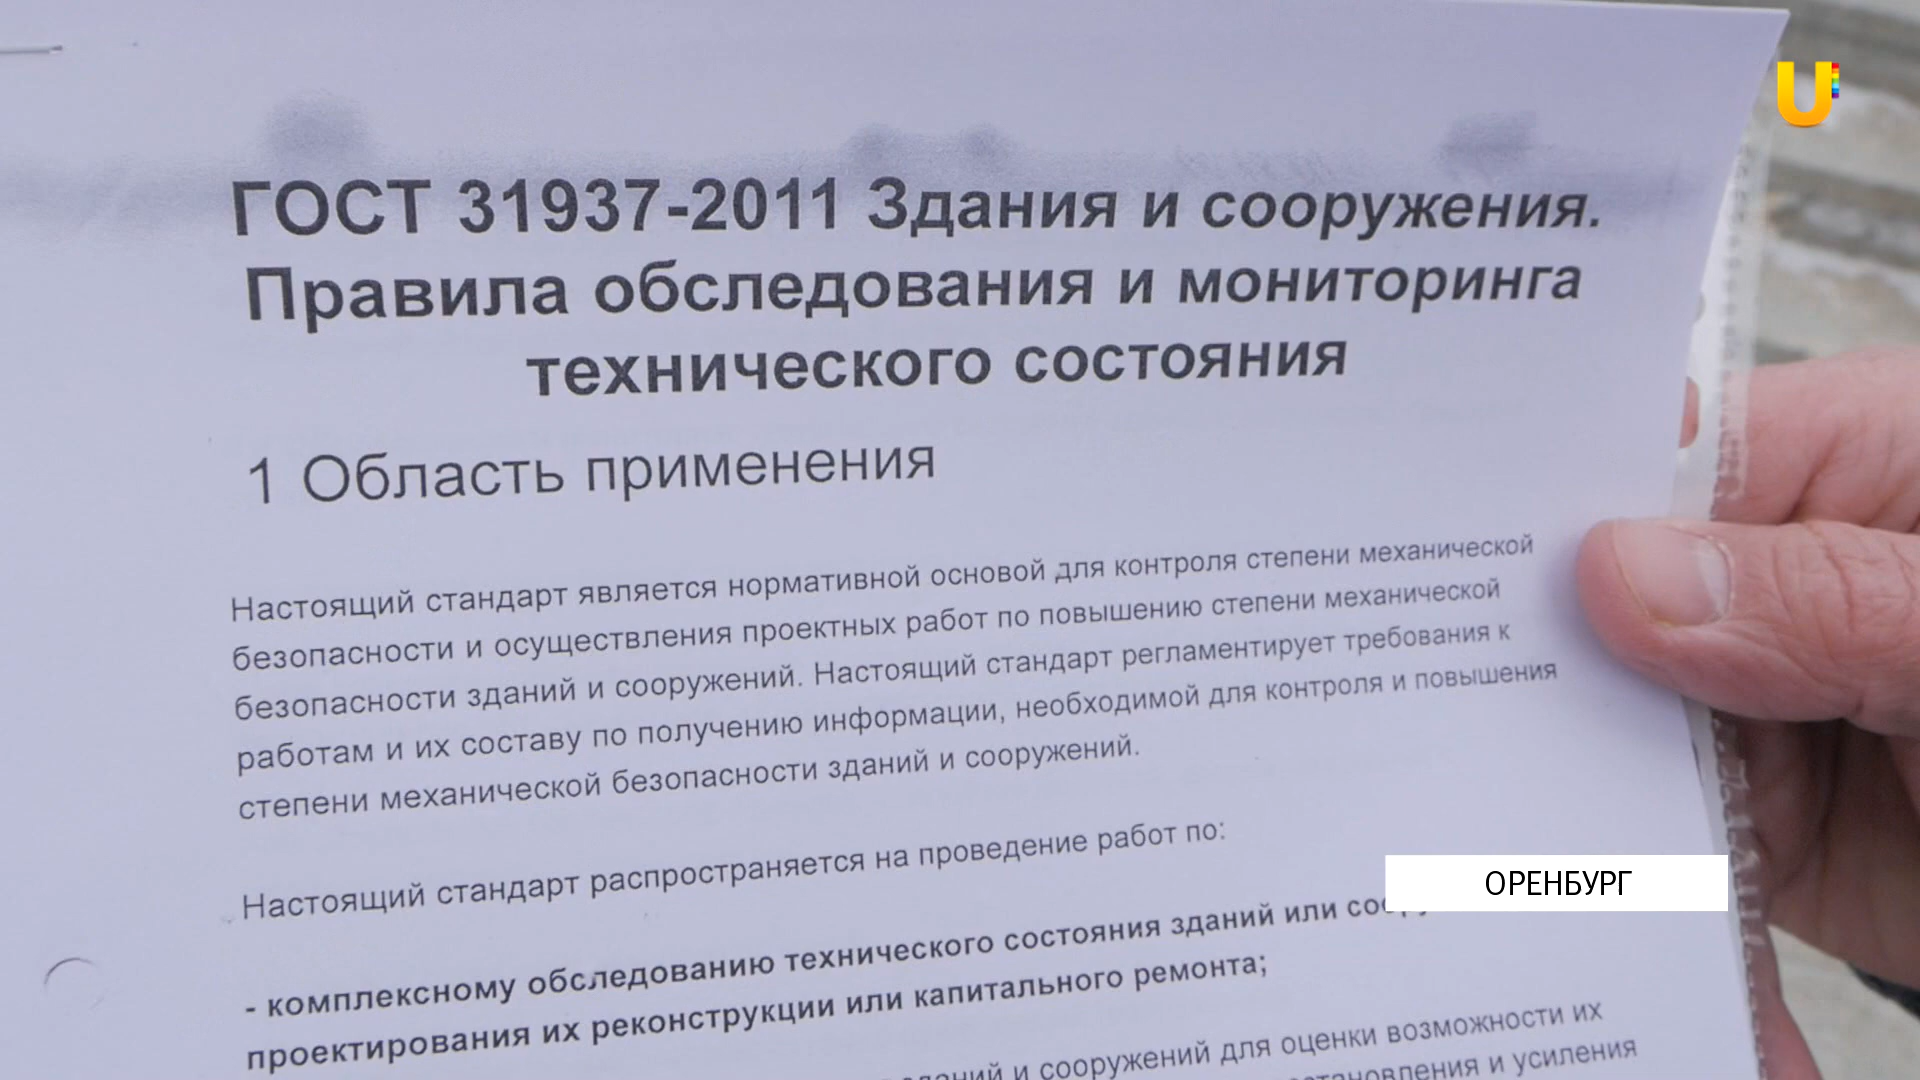 U
ГОСТ 31937-2011 Здания и сооружения.
Правила обследования и мониторинга
технического состояния
1 Область применения
Настоящий стандарт является нормативной основой для контроля степени механической
безопасности и осуществления проектных работ по повышению степени механической
безопасности зданий и сооружений. Настоящий стандарт регламентирует требования к
работам и их составу по получению информации, необходимой для контроля и повышения
степени механической безопасности зданий и сооружений.
Настоящий стандарт распространяется на проведение работ по:
- комплексному обследованию технического состояния зданий или
проектирования их реконструкции или капитального ремонта;
и сооружений для оценки возможности их
и усиления
ОРЕНБУРГ